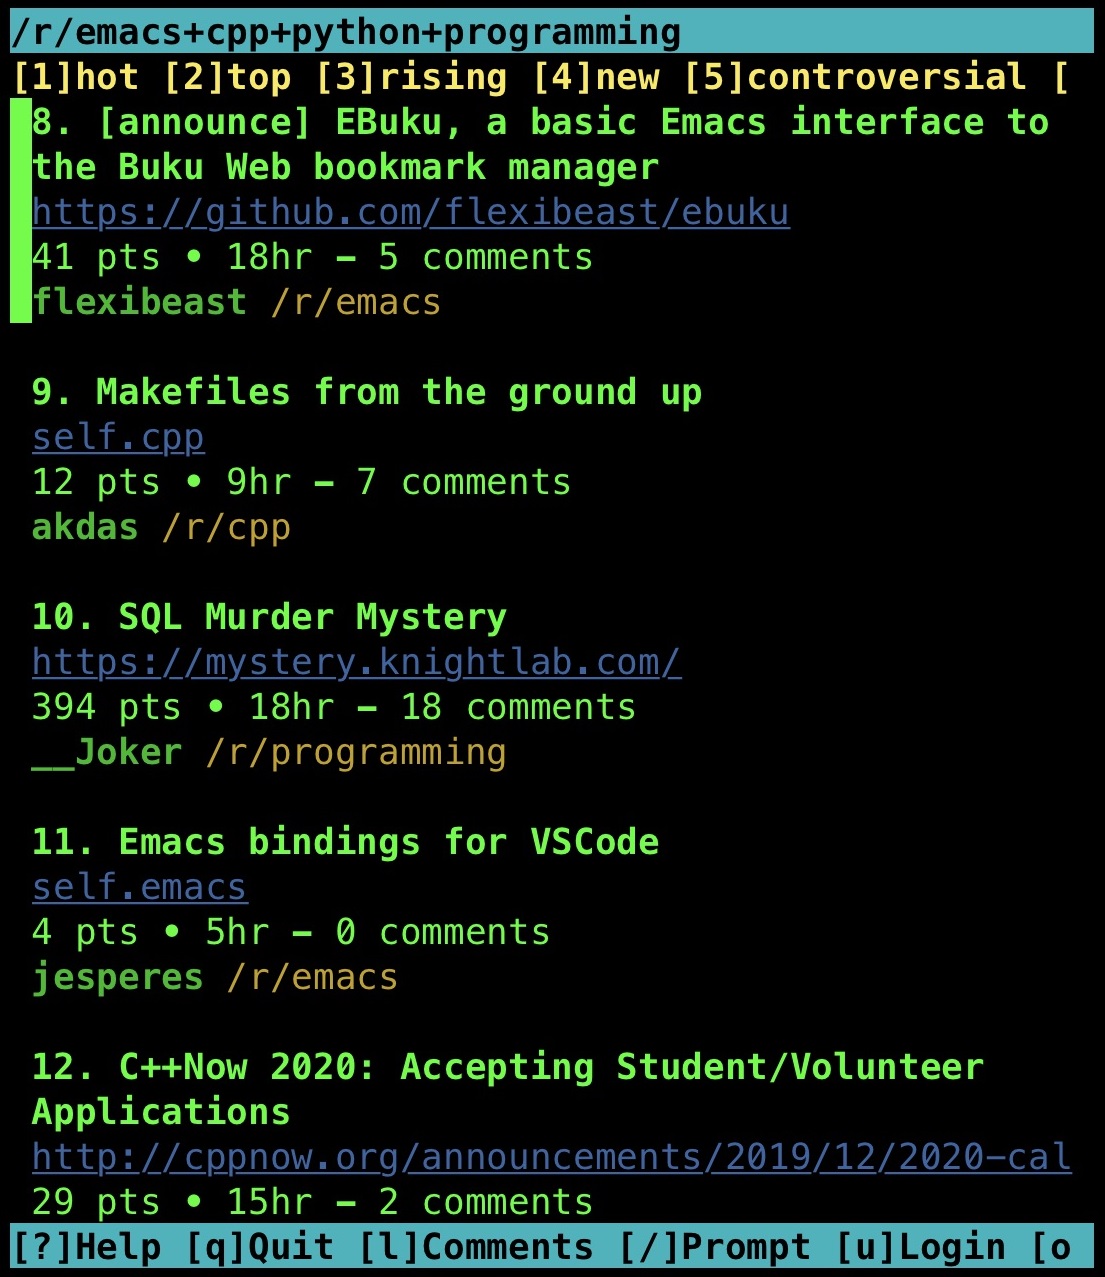 /r/emacs+cpp+python+programming
[1]hot [2]top [3]rising [4]new [5]controversial [
8. [announce] EBuku, a basic Emacs interface to
the Buku Web bookmark manager
https://github.com/flexibeast/ebuku
41 pts • 18hr – 5 comments
flexibeast /r/emacs
9. Makefiles from the ground up
self.cpp
12 pts • 9hr – 7 comments
akdas /r/cpp
10. SQL Murder Mystery
https://mystery.knightlab.com/
394 pts • 18hr – 18 comments
__Joker /r/programming
11. Emacs bindings for VSCode
self.emacs
4 pts • 5hr – 0 comments
jesperes /r/emacs
12. C++Now 2020: Accepting Student/Volunteer
Applications
http://cppnow.org/announcements/2019/12/2020-cal
29 pts • 15hr – 2 comments
[?]Help [q]Quit [l]Comments [/]Prompt [u]Login [o